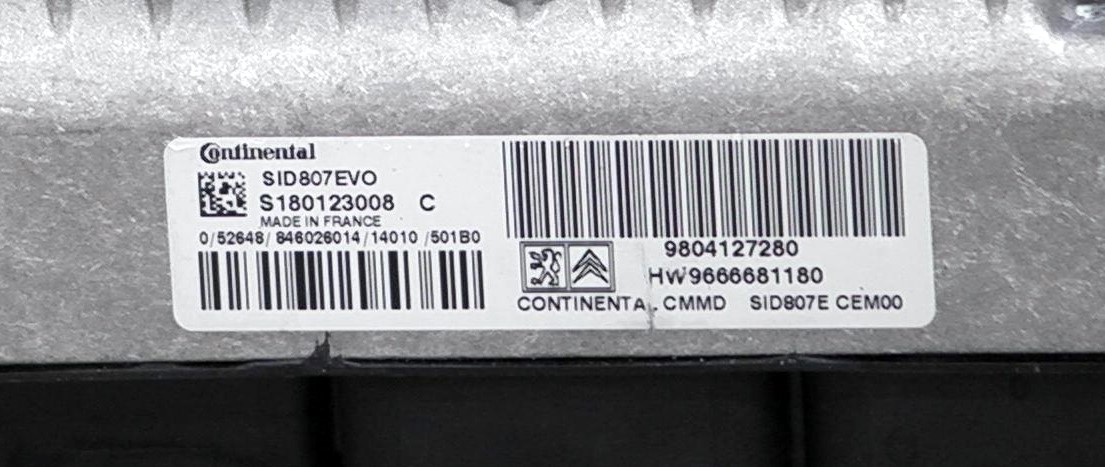 Continental
SID807EVO
S180123008 C
MADE IN FRANCE
0/52648/846026014/14010/501B0
9804127280
HW9666681180
CONTINENTAL CMMD SID807E CEM00